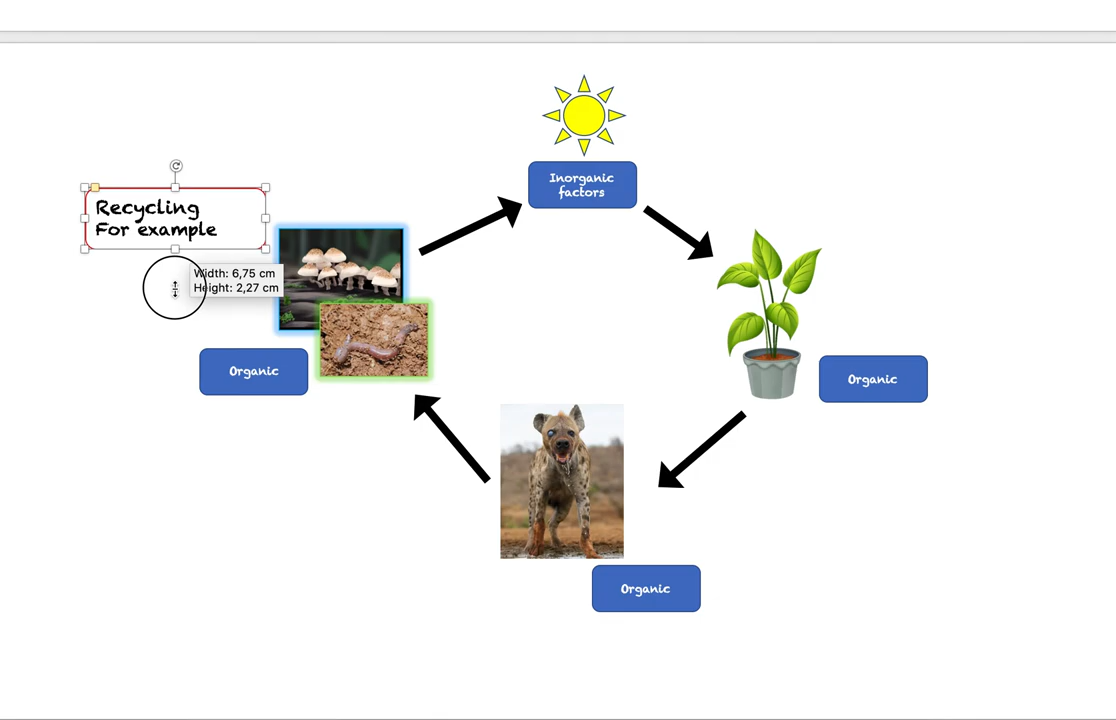 Inorganic
factors
Recycling
For example
Width: 6,75 cm
Height: 2,27 cm
Organic
Organic
Organic